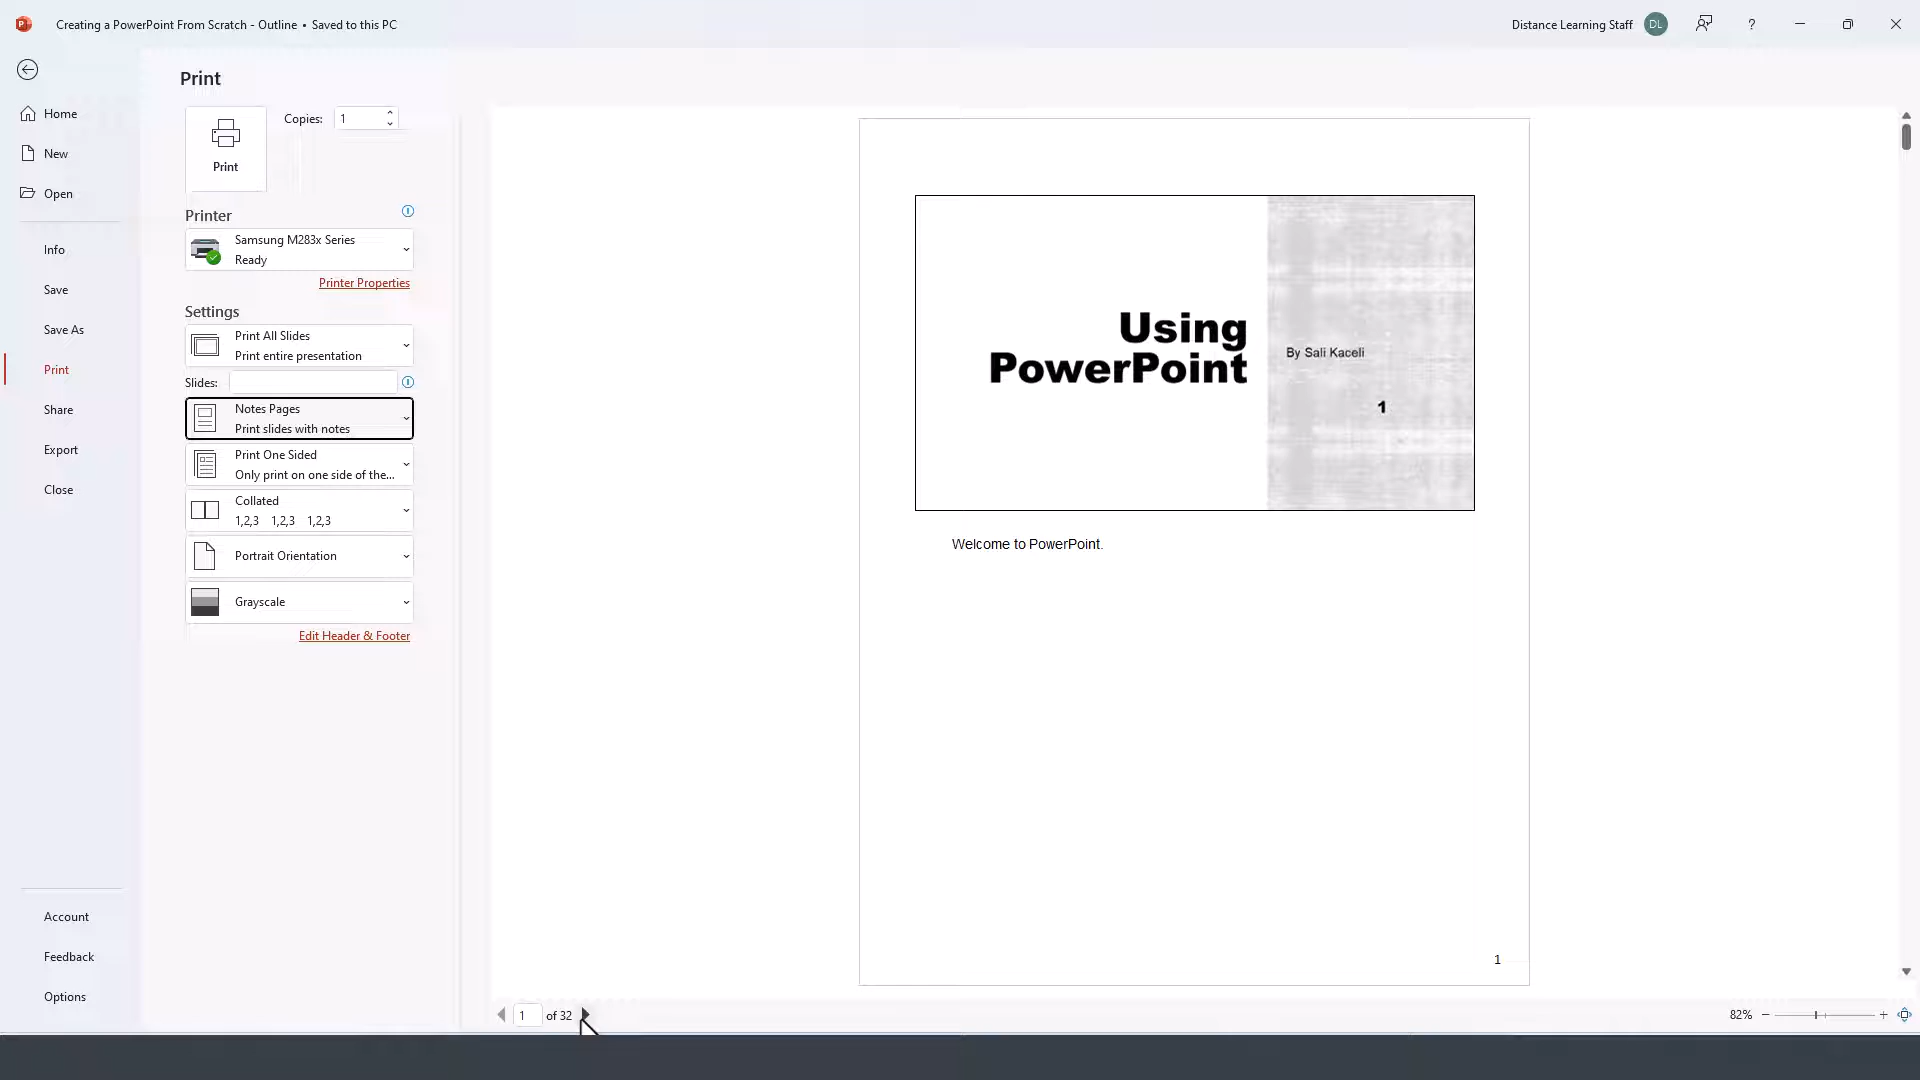 Creating a PowerPoint From Scratch - Outline • Saved to this PC
Distance Learning Staff DL ?
Print
Home
New
Open
Info
Save
Save As
Print
Share
Export
Close
Account
Feedback
Options
Print
Copies: 1
Printer
Samsung M283x Series
Ready
Printer Properties
Settings
Print All Slides
Print entire presentation
Slides:
Notes Pages
Print slides with notes
Print One Sided
Only print on one side of the...
Collated
1,2,3 1,2,3 1,2,3
Portrait Orientation
Grayscale
Edit Header & Footer
Using
PowerPoint
By Sali Kaceli
1
Welcome to PowerPoint.
1
1 of 32
82%